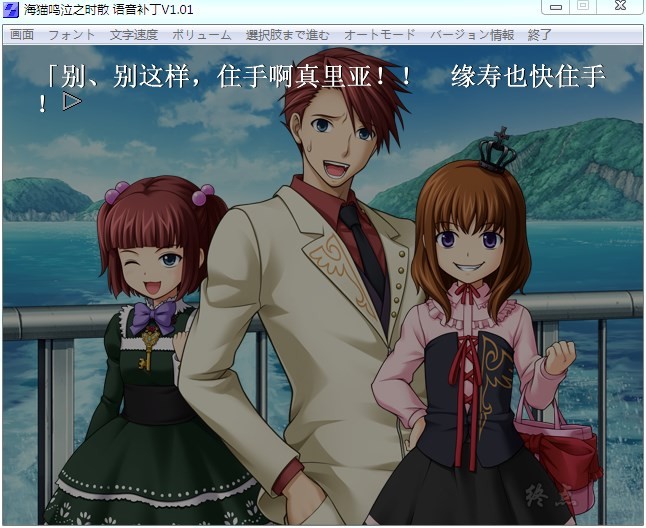 海猫鸣泣之时散 语音补丁V1.01
画面 フォント 文字速度 ボリューム 選択肢まで進む オートモード バージョン情報 終了
「别、别这样，住手啊真里亚！！　缘寿也快住手
！
终点